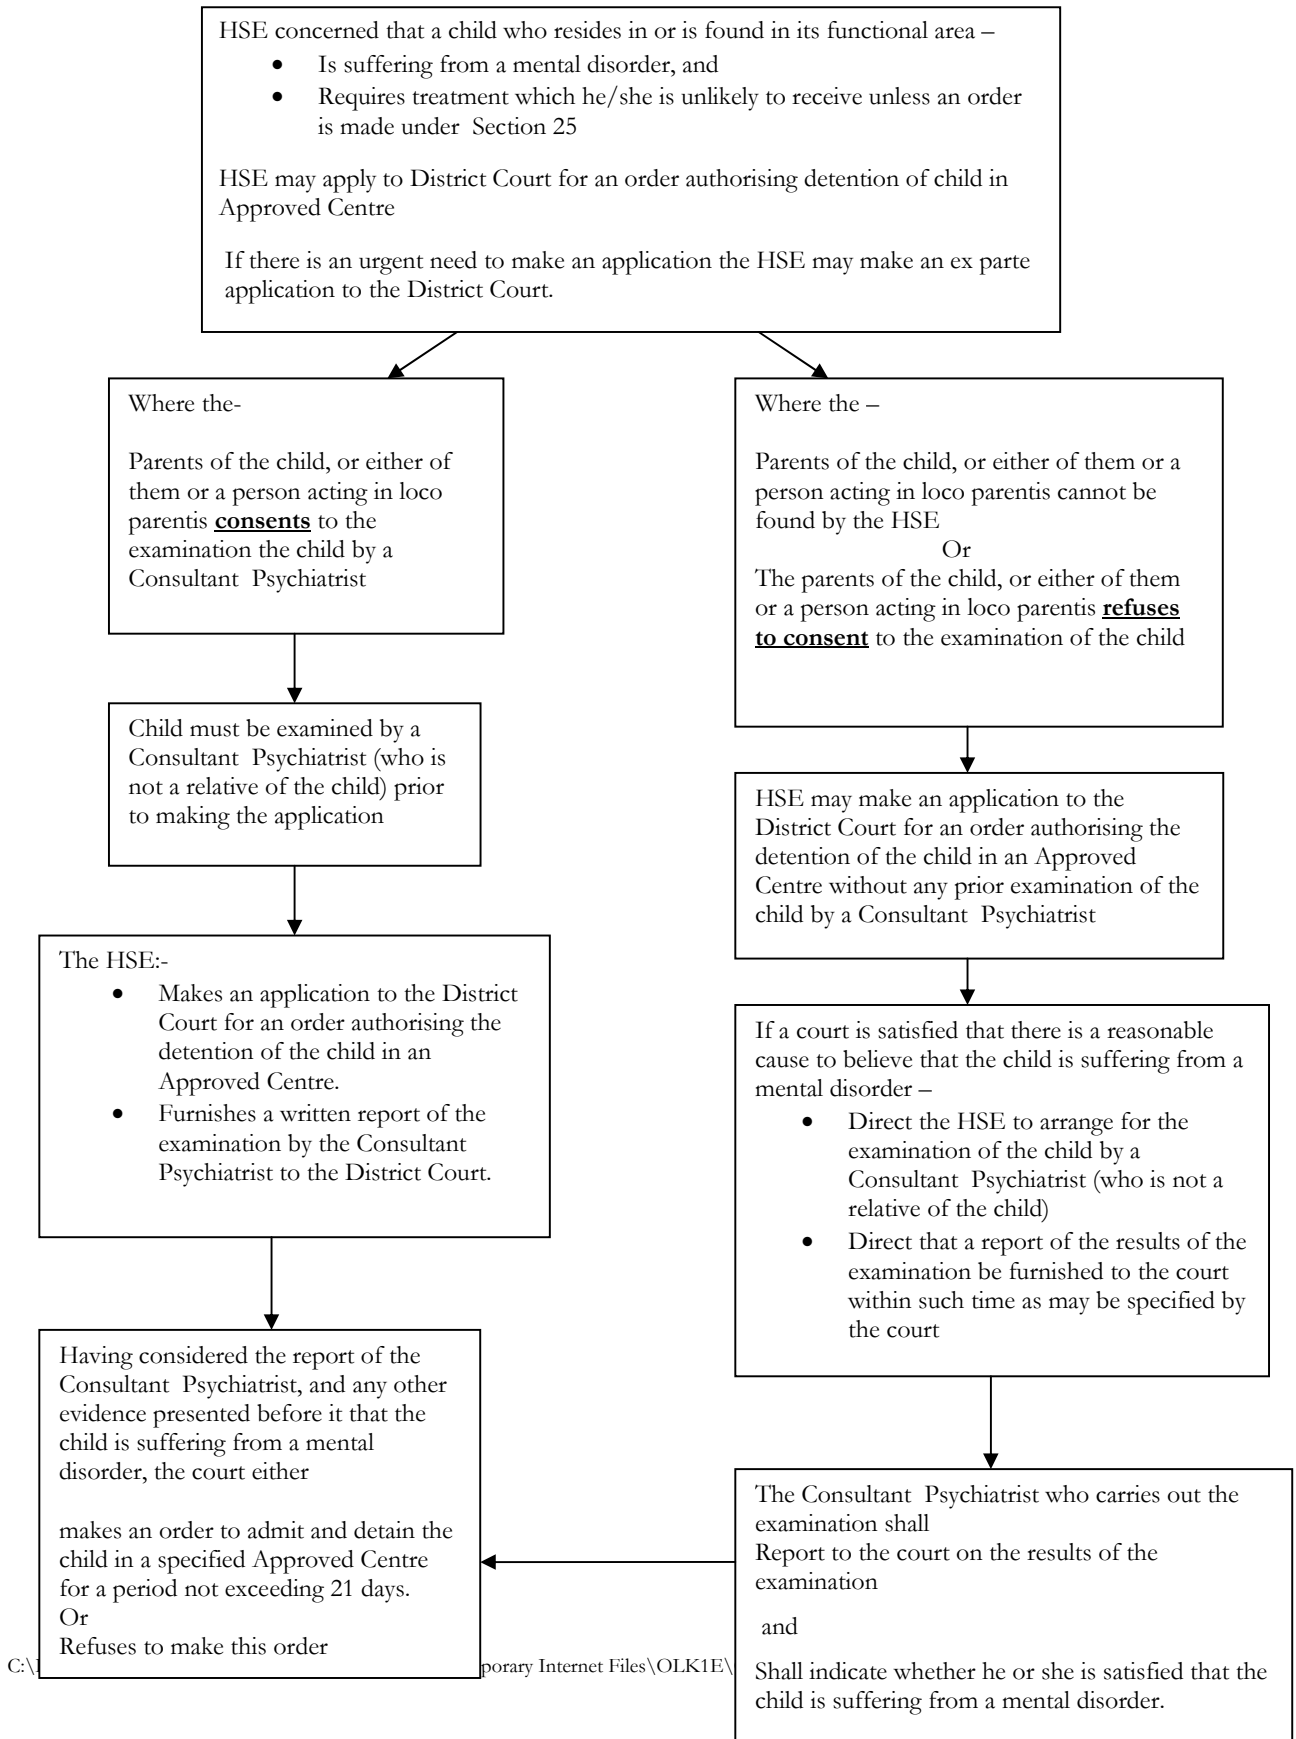 HSE concerned that a child who resides in or is found in its functional area –
• Is suffering from a mental disorder, and
• Requires treatment which he/she is unlikely to receive unless an order
is made under Section 25
HSE may apply to District Court for an order authorising detention of child in
Approved Centre
If there is an urgent need to make an application the HSE may make an ex parte
application to the District Court.
Where the-
Parents of the child, or either of
them or a person acting in loco
parentis consents to the
examination the child by a
Consultant Psychiatrist
Child must be examined by a
Consultant Psychiatrist (who is
not a relative of the child) prior
to making the application
The HSE:-
• Makes an application to the District
Court for an order authorising the
detention of the child in an
Approved Centre.
• Furnishes a written report of the
examination by the Consultant
Psychiatrist to the District Court.
Where the –
Parents of the child, or either of them or a
person acting in loco parentis cannot be
found by the HSE
Or
The parents of the child, or either of them
or a person acting in loco parentis refuses
to consent to the examination of the child
HSE may make an application to the
District Court for an order authorising the
detention of the child in an Approved
Centre without any prior examination of the
child by a Consultant Psychiatrist
If a court is satisfied that there is a reasonable
cause to believe that the child is suffering from a
mental disorder –
• Direct the HSE to arrange for the
examination of the child by a
Consultant Psychiatrist (who is not a
relative of the child)
• Direct that a report of the results of the
examination be furnished to the court
within such time as may be specified by
the court
The Consultant Psychiatrist who carries out the
examination shall
Report to the court on the results of the
examination
and
Shall indicate whether he or she is satisfied that the
child is suffering from a mental disorder.
Having considered the report of the
Consultant Psychiatrist, and any other
evidence presented before it that the
child is suffering from a mental
disorder, the court either
makes an order to admit and detain the
child in a specified Approved Centre
for a period not exceeding 21 days.
Or
Refuses to make this order
C:\ porary Internet Files\OLK1E\